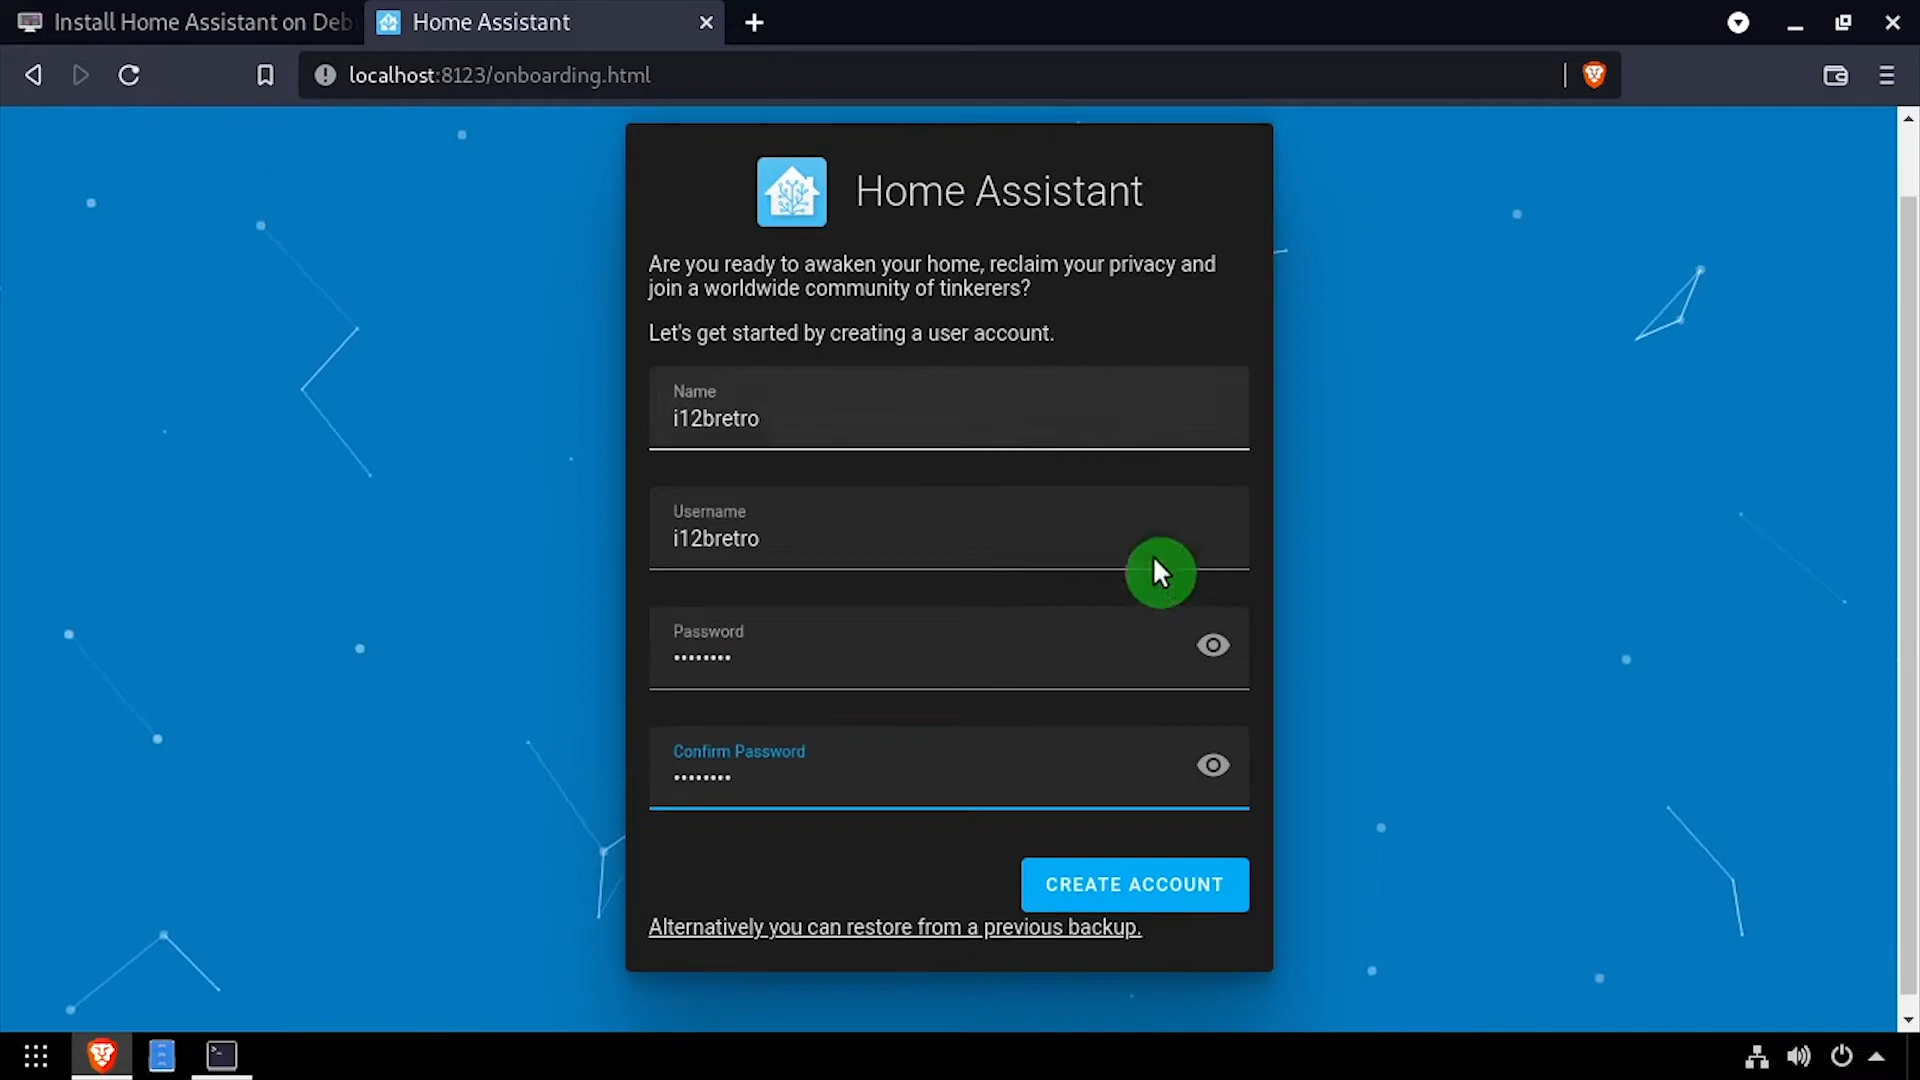 Install Home Assistant on Deb
Home Assistant
localhost:8123/onboarding.html
Home Assistant
Are you ready to awaken your home, reclaim your privacy and
join a worldwide community of tinkerers?
Let's get started by creating a user account.
Name
i12bretro
Username
i12bretro
Password
••••••••
Confirm Password
••••••••
CREATE ACCOUNT
Alternatively you can restore from a previous backup.